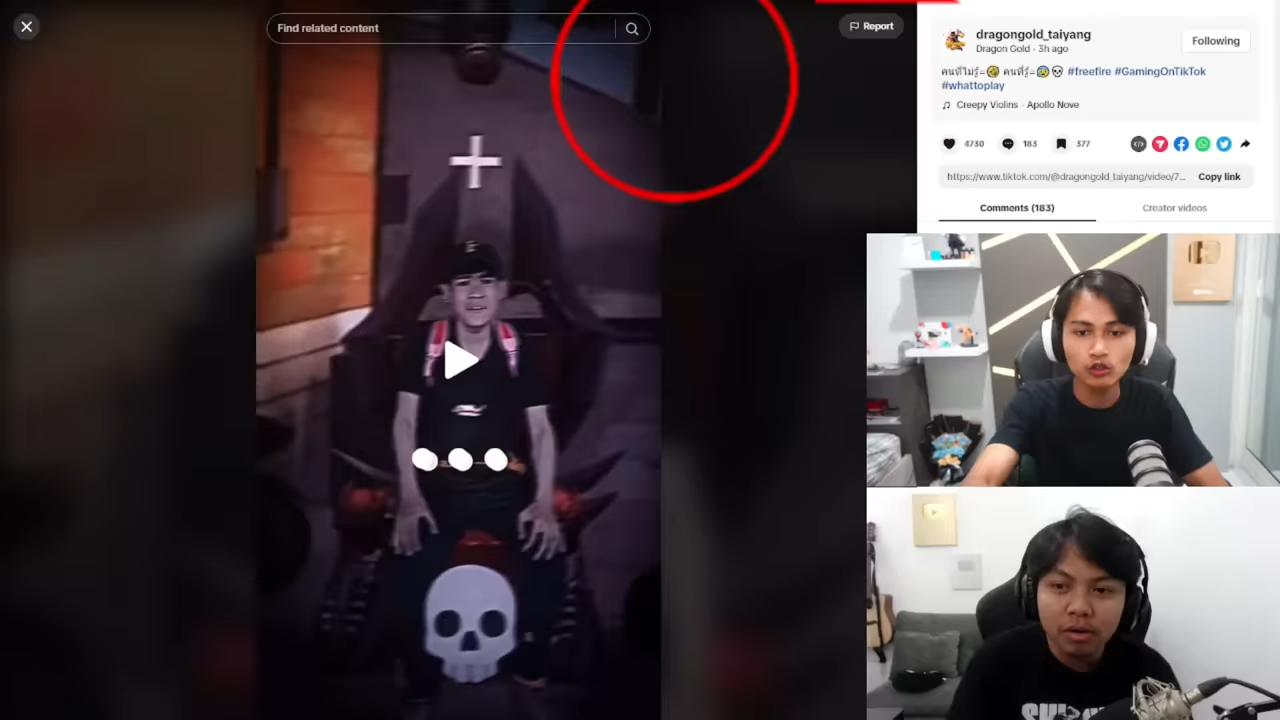 Find related content
Report
dragongold_taiyang
Dragon Gold · 3h ago
Following
คนที่ไม่รู้=🤣 คนที่รู้=😰💀 #freefire #GamingOnTikTok
#whattoplay
Creepy Violins · Apollo Nove
4730
183
377
https://www.tiktok.com/@dragongold_taiyang/video/7...
Copy link
Comments (183)
Creator videos